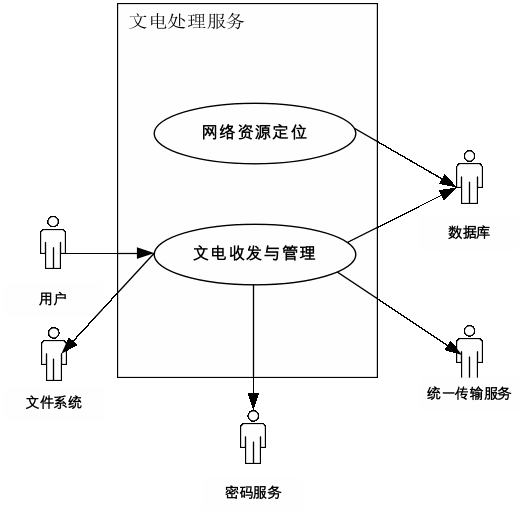 文电处理服务
网络资源定位
数据库
文电收发与管理
用户
文件系统
统一传输服务
密码服务